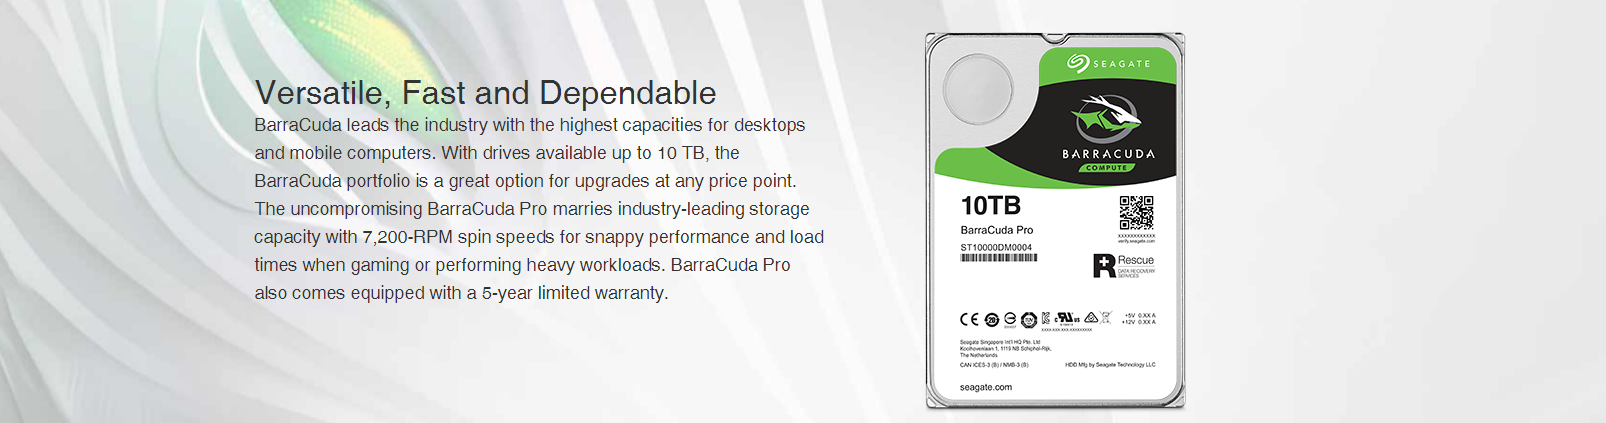 Versatile, Fast and Dependable
BarraCuda leads the industry with the highest capacities for desktops
and mobile computers. With drives available up to 10 TB, the
BarraCuda portfolio is a great option for upgrades at any price point.
The uncompromising BarraCuda Pro marries industry-leading storage
capacity with 7,200-RPM spin speeds for snappy performance and load
times when gaming or performing heavy workloads. BarraCuda Pro
also comes equipped with a 5-year limited warranty.
SEAGATE
BARRACUDA
COMPUTE
10TB
BarraCuda Pro
ST10000DM0004
XXXXXXXXXXXX
verify.seagate.com
Rescue
DATA RECOVERY
SERVICES
+5V 0.XX A
+12V 0.XX A
Seagate Singapore Int'l HQ Pte. Ltd
Koolhovenlaan 1, 1119 NB Schiphol-Rijk,
The Netherlands
CAN ICES-3 (B) / NMB-3 (B)
HDD Mfg by Seagate Technology LLC
seagate.com